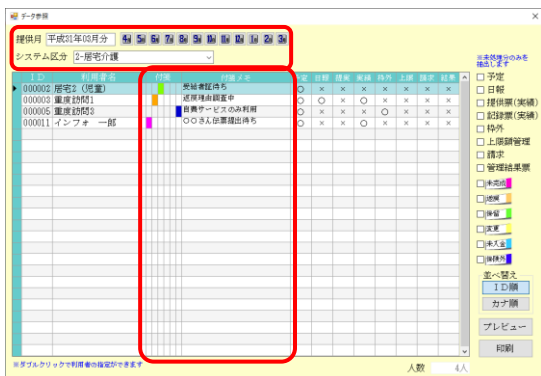 データ参照
提供月 平成31年03月分 4月 5月 6月 7月 8月 9月 10月 11月 12月 1月 2月 3月
システム区分 2-居宅介護
※未処理分のみを
抽出します
ID 利用者名 付箋 付箋メモ 予定 日報 提実 実績 枠外 上限 請求 結果
000002 居宅2 (児童) 受給者証待ち ○ × × × × × × ×
000003 重度訪問1 返戻理由調査中 ○ ○ × ○ × × × ×
000005 重度訪問3 自費サービスのみ利用 ○ × × × ○ × × ×
000011 インフォ 一郎 ○○さん伝票提出待ち ○ × × ○ × × × ×
予定
日報
提供票(実績)
記録票(実績)
枠外
上限額管理
請求
管理結果票
未完成
返戻
保留
変更
未入金
保険外
並べ替え
ID順
カナ順
プレビュー
印刷
※ダブルクリックで利用者の指定ができます
人数 4人